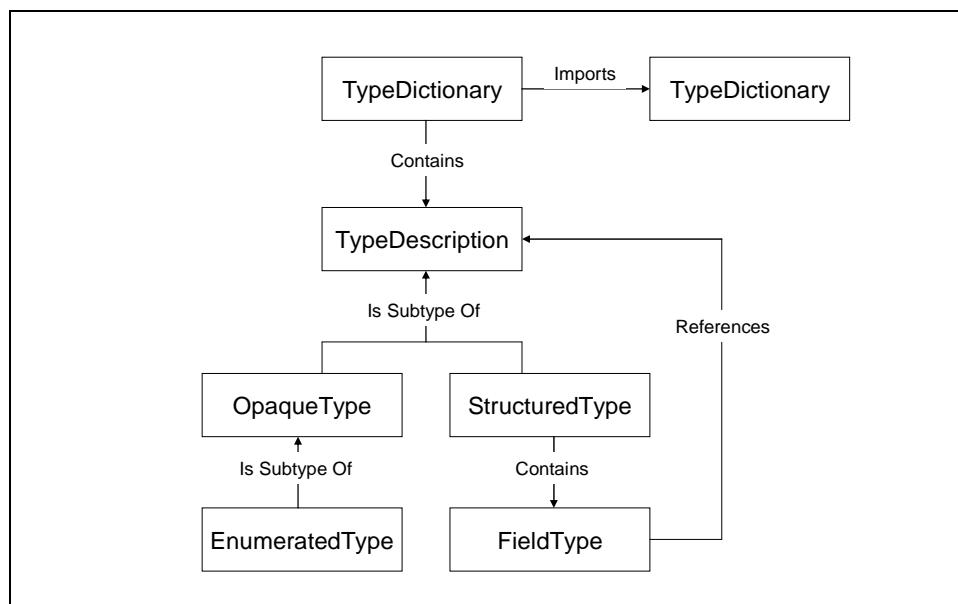 Imports
TypeDictionary
TypeDictionary
Contains
TypeDescription
Is Subtype Of
References
OpaqueType
StructuredType
Is Subtype Of
Contains
EnumeratedType
FieldType